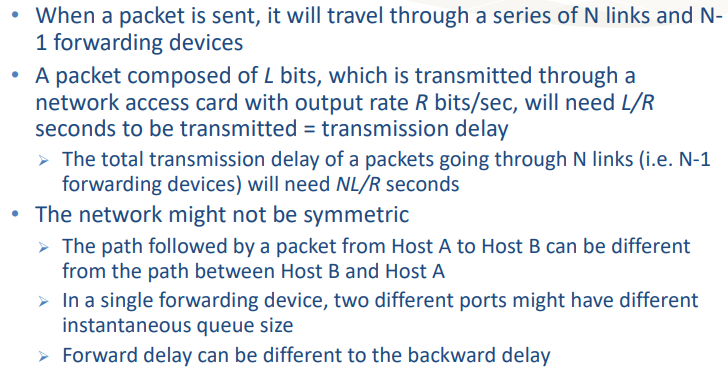 • When a packet is sent, it will travel through a series of N links and N-
1 forwarding devices
• A packet composed of L bits, which is transmitted through a
network access card with output rate R bits/sec, will need L/R
seconds to be transmitted = transmission delay
➢ The total transmission delay of a packets going through N links (i.e. N-1
forwarding devices) will need NL/R seconds
• The network might not be symmetric
➢ The path followed by a packet from Host A to Host B can be different
from the path between Host B and Host A
➢ In a single forwarding device, two different ports might have different
instantaneous queue size
➢ Forward delay can be different to the backward delay